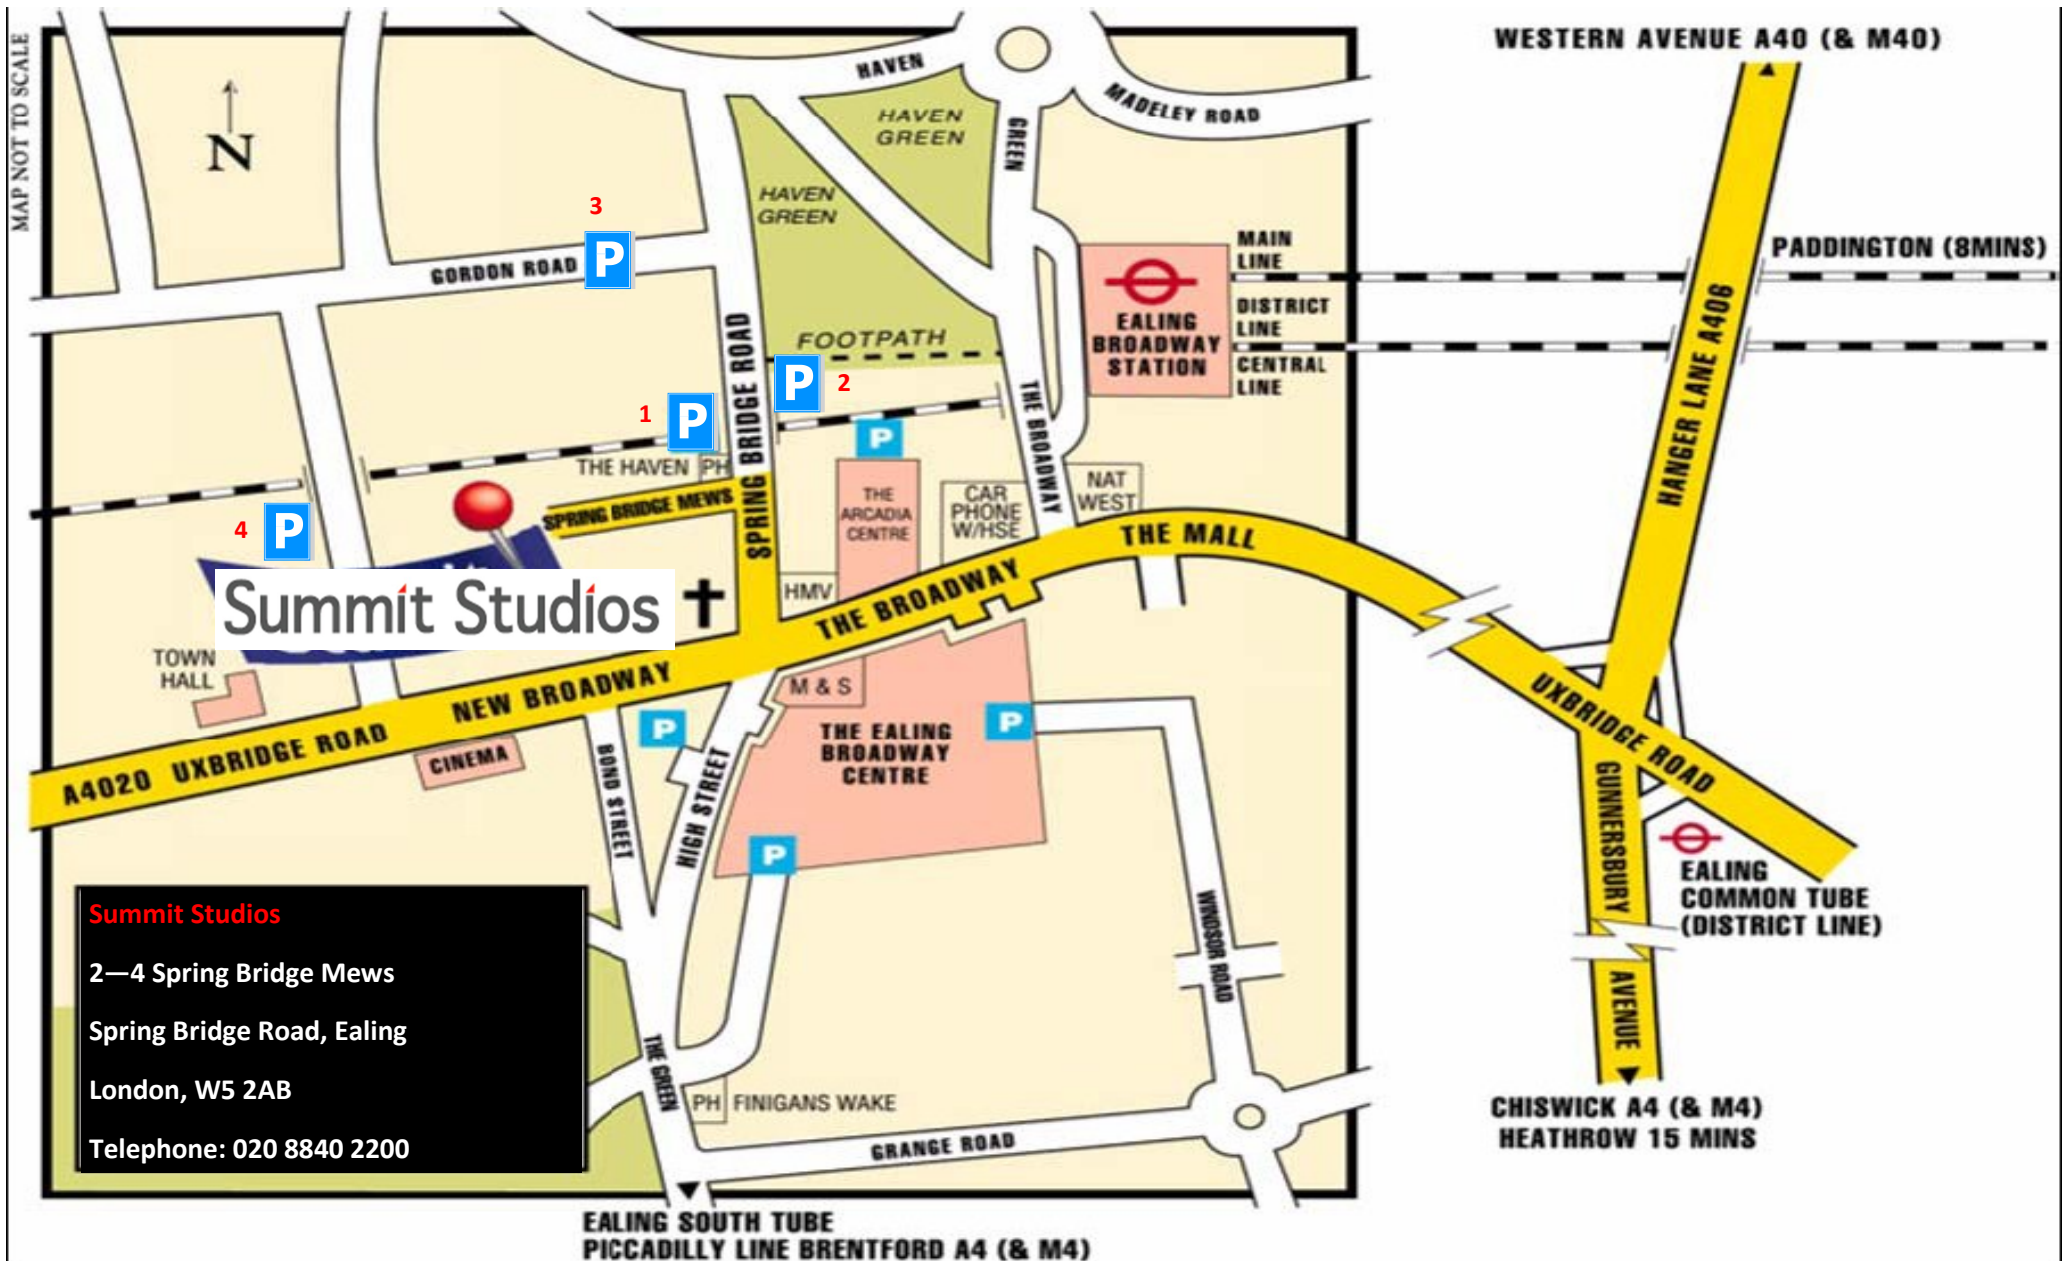 MAP NOT TO SCALE
N
HAVEN
HAVEN
GREEN
GREEN
MADELEY ROAD
WESTERN AVENUE A40 (& M40)
HAVEN
GREEN
3
P
GORDON ROAD
MAIN
LINE
DISTRICT
LINE
CENTRAL
LINE
EALING
BROADWAY
STATION
PADDINGTON (8MINS)
HANGER LANE A406
FOOTPATH
P
2
1
P
SPRING BRIDGE ROAD
THE BROADWAY
P
THE HAVEN
PH
SPRING BRIDGE MEWS
THE
ARCADIA
CENTRE
CAR
PHONE
W/HSE
NAT
WEST
4
P
Summit Studios
HMV
THE BROADWAY
THE MALL
TOWN
HALL
M & S
NEW BROADWAY
A4020 UXBRIDGE ROAD
CINEMA
P
BOND STREET
HIGH STREET
THE EALING
BROADWAY
CENTRE
P
P
UXBRIDGE ROAD
GUNNERSBURY
AVENUE
EALING
COMMON TUBE
(DISTRICT LINE)
WINDSOR ROAD
Summit Studios
2—4 Spring Bridge Mews
Spring Bridge Road, Ealing
London, W5 2AB
Telephone: 020 8840 2200
THE GREEN
PH
FINIGANS WAKE
GRANGE ROAD
CHISWICK A4 (& M4)
HEATHROW 15 MINS
EALING SOUTH TUBE
PICCADILLY LINE BRENTFORD A4 (& M4)